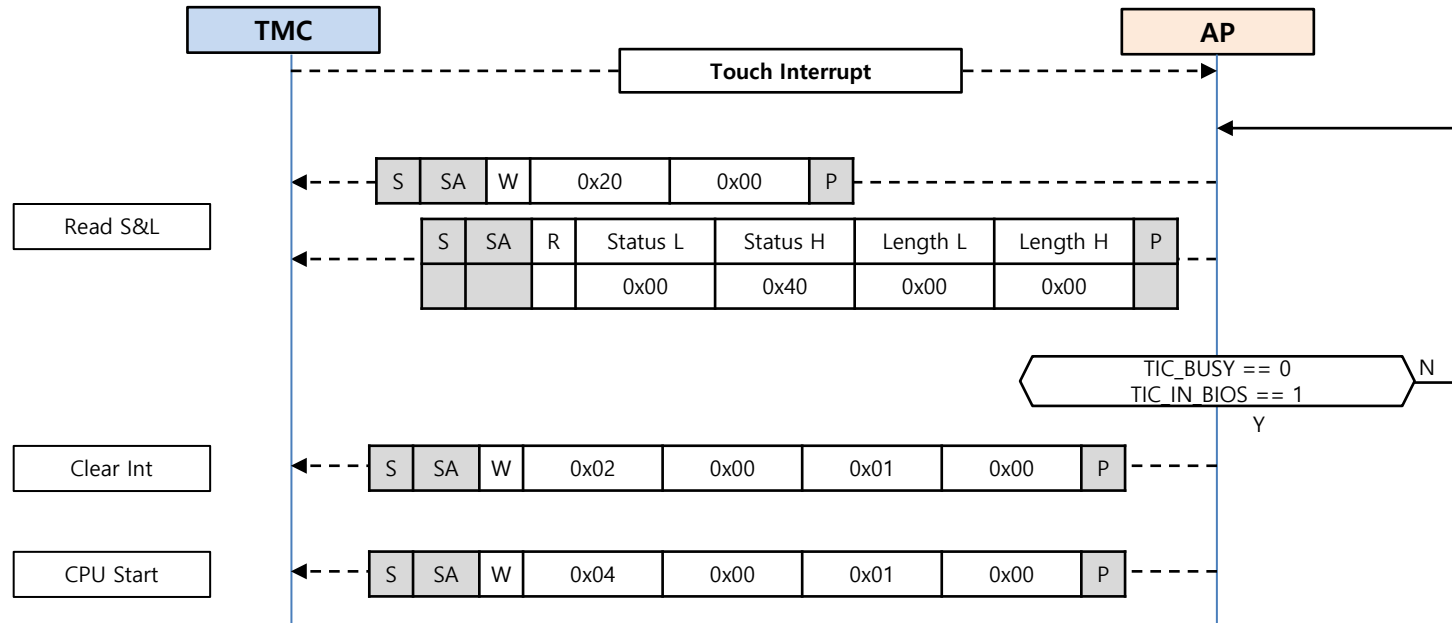 TMC AP
Touch Interrupt
S SA W 0x20 0x00 P
Read S&L
S SA R Status L Status H Length L Length H P
0x00 0x40 0x00 0x00
TIC_BUSY == 0
TIC_IN_BIOS == 1
N
Y
Clear Int
S SA W 0x02 0x00 0x01 0x00 P
CPU Start
S SA W 0x04 0x00 0x01 0x00 P